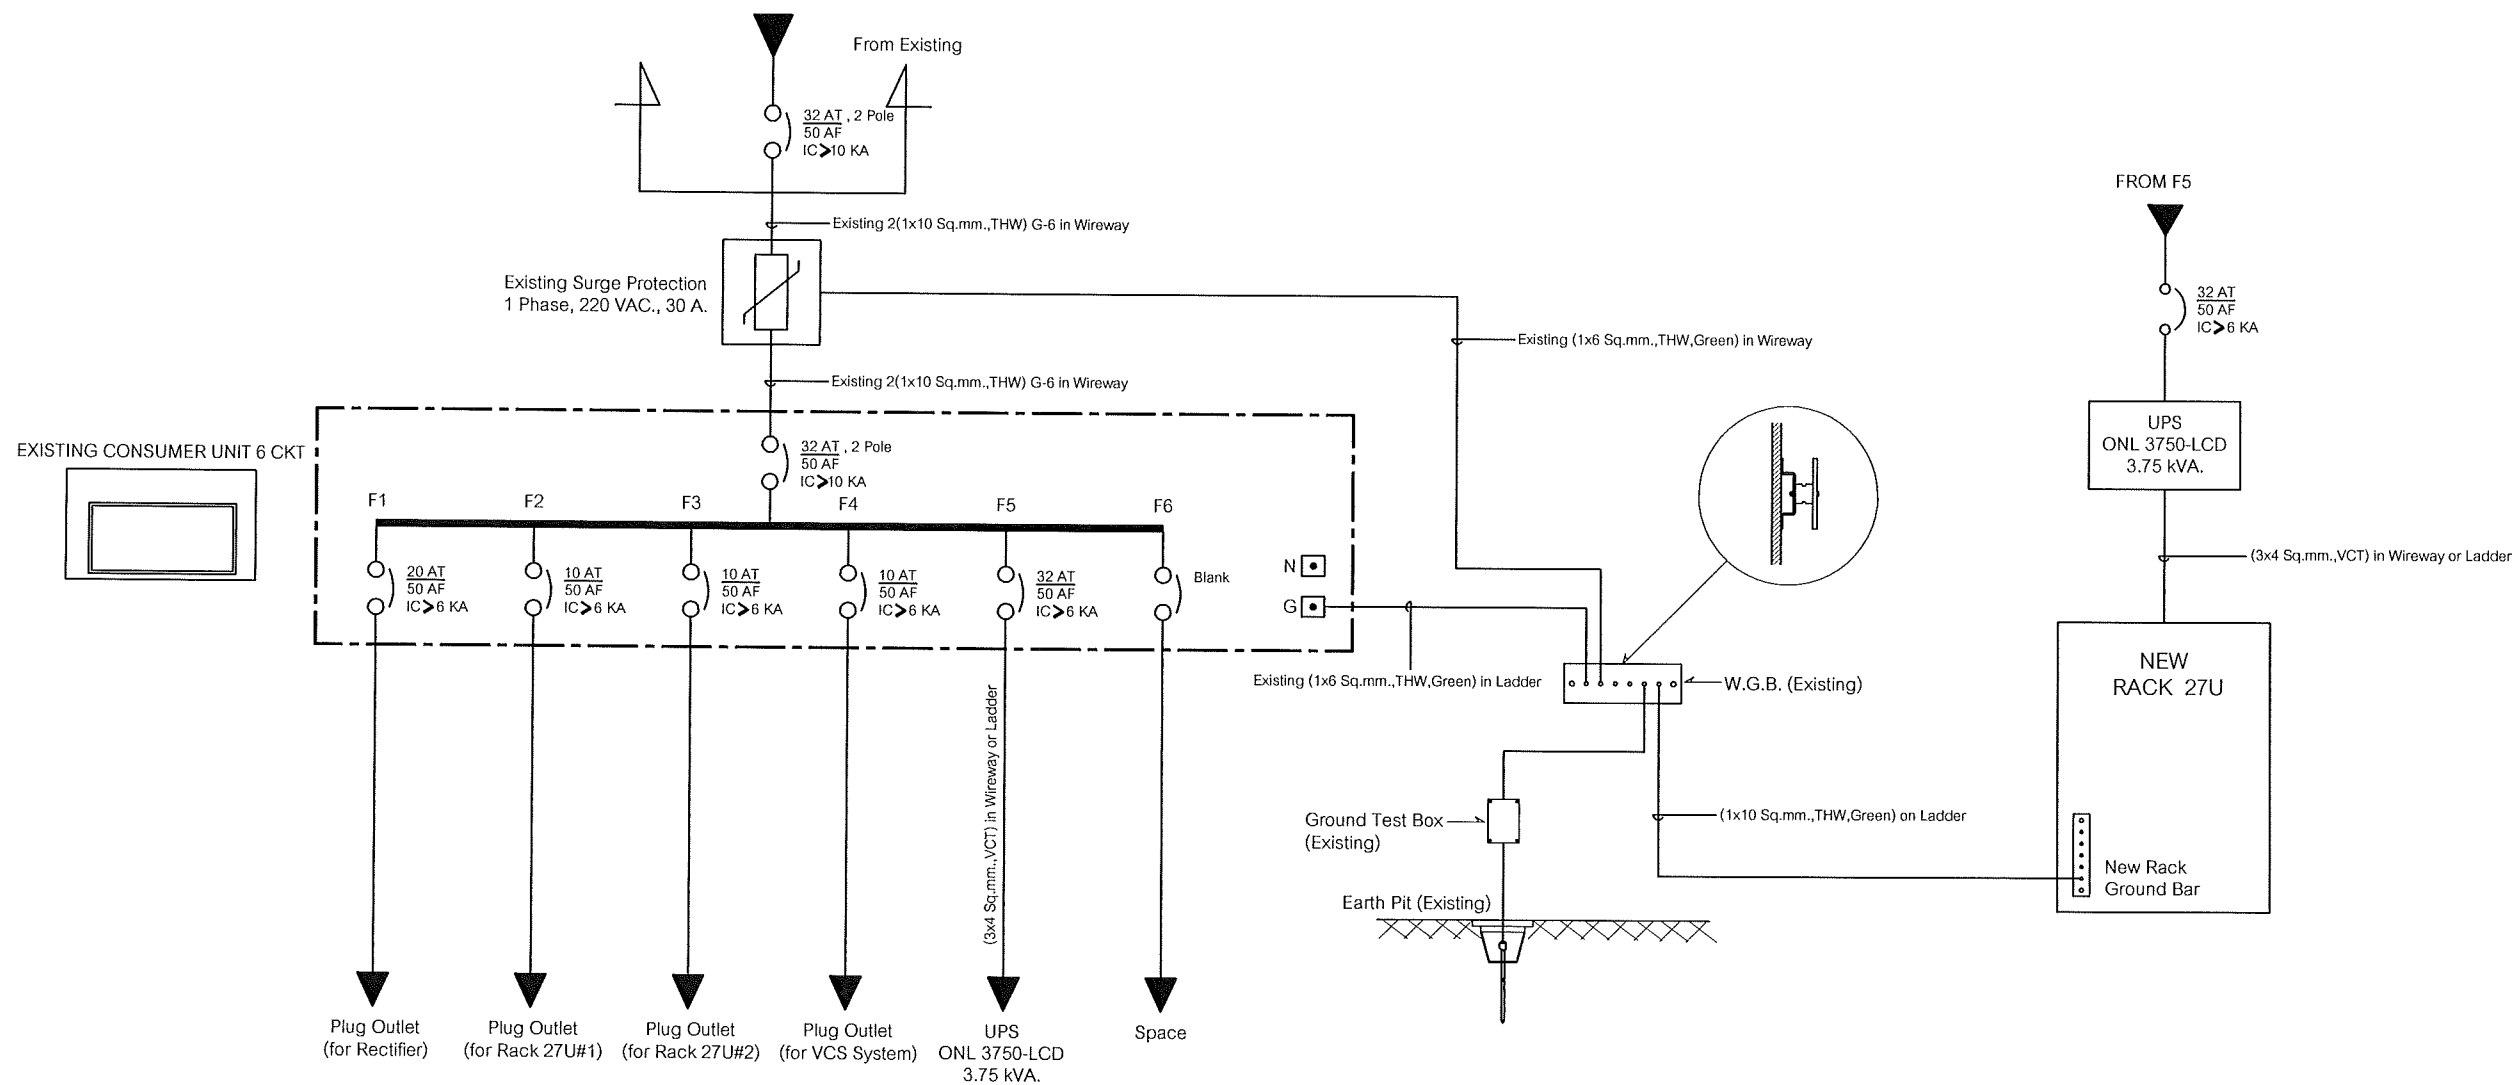 From Existing
32 AT , 2 Pole
50 AF
IC>10 KA
Existing 2(1x10 Sq.mm.,THW) G-6 in Wireway
Existing Surge Protection
1 Phase, 220 VAC., 30 A.
Existing 2(1x10 Sq.mm.,THW) G-6 in Wireway
EXISTING CONSUMER UNIT 6 CKT
32 AT , 2 Pole
50 AF
IC>10 KA
F1
F2
F3
F4
F5
F6
20 AT
50 AF
IC>6 KA
10 AT
50 AF
IC>6 KA
10 AT
50 AF
IC>6 KA
10 AT
50 AF
IC>6 KA
32 AT
50 AF
IC>6 KA
Blank
N
G
(3x4 Sq.mm.,VCT) in Wireway or Ladder
Plug Outlet
(for Rectifier)
Plug Outlet
(for Rack 27U#1)
Plug Outlet
(for Rack 27U#2)
Plug Outlet
(for VCS System)
UPS
ONL 3750-LCD
3.75 kVA.
Space
Existing (1x6 Sq.mm.,THW,Green) in Wireway
Existing (1x6 Sq.mm.,THW,Green) in Ladder
W.G.B. (Existing)
Ground Test Box
(Existing)
(1x10 Sq.mm.,THW,Green) on Ladder
Earth Pit (Existing)
FROM F5
32 AT
50 AF
IC>6 KA
UPS
ONL 3750-LCD
3.75 kVA.
(3x4 Sq.mm.,VCT) in Wireway or Ladder
NEW
RACK 27U
New Rack
Ground Bar